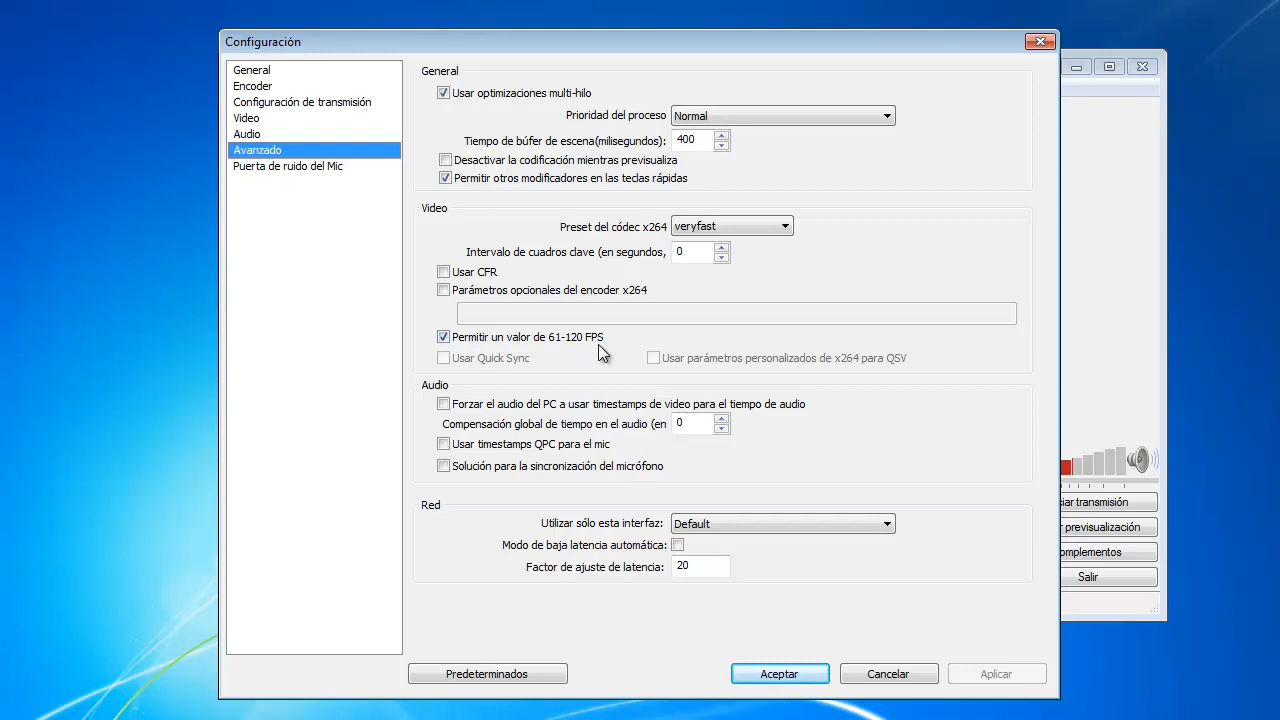 Configuración
General
Encoder
Configuración de transmisión
Video
Audio
Avanzado
Puerta de ruido del Mic
General
Usar optimizaciones multi-hilo
Prioridad del proceso Normal
Tiempo de búfer de escena(milisegundos): 400
Desactivar la codificación mientras previsualiza
Permitir otros modificadores en las teclas rápidas
Video
Preset del códec x264 veryfast
Intervalo de cuadros clave (en segundos, 0
Usar CFR
Parámetros opcionales del encoder x264
Permitir un valor de 61-120 FPS
Usar Quick Sync Usar parámetros personalizados de x264 para QSV
Audio
Forzar el audio del PC a usar timestamps de video para el tiempo de audio
Compensación global de tiempo en el audio (en 0
Usar timestamps QPC para el mic
Solución para la sincronización del micrófono
Red
Utilizar sólo esta interfaz: Default
Modo de baja latencia automática:
Factor de ajuste de latencia: 20
Predeterminados Aceptar Cancelar Aplicar
iar transmisión
r previsualización
omplementos
Salir